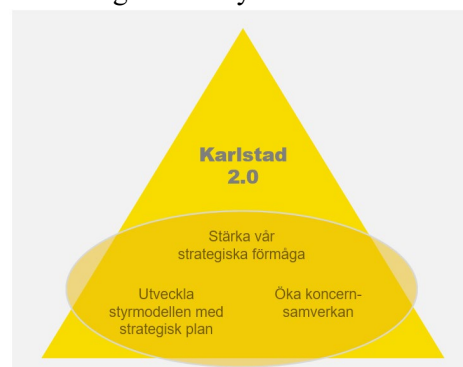 Karlstad
2.0
Stärka vår
strategiska förmåga
Utveckla
styrmodellen med
strategisk plan
Öka koncern-
samverkan